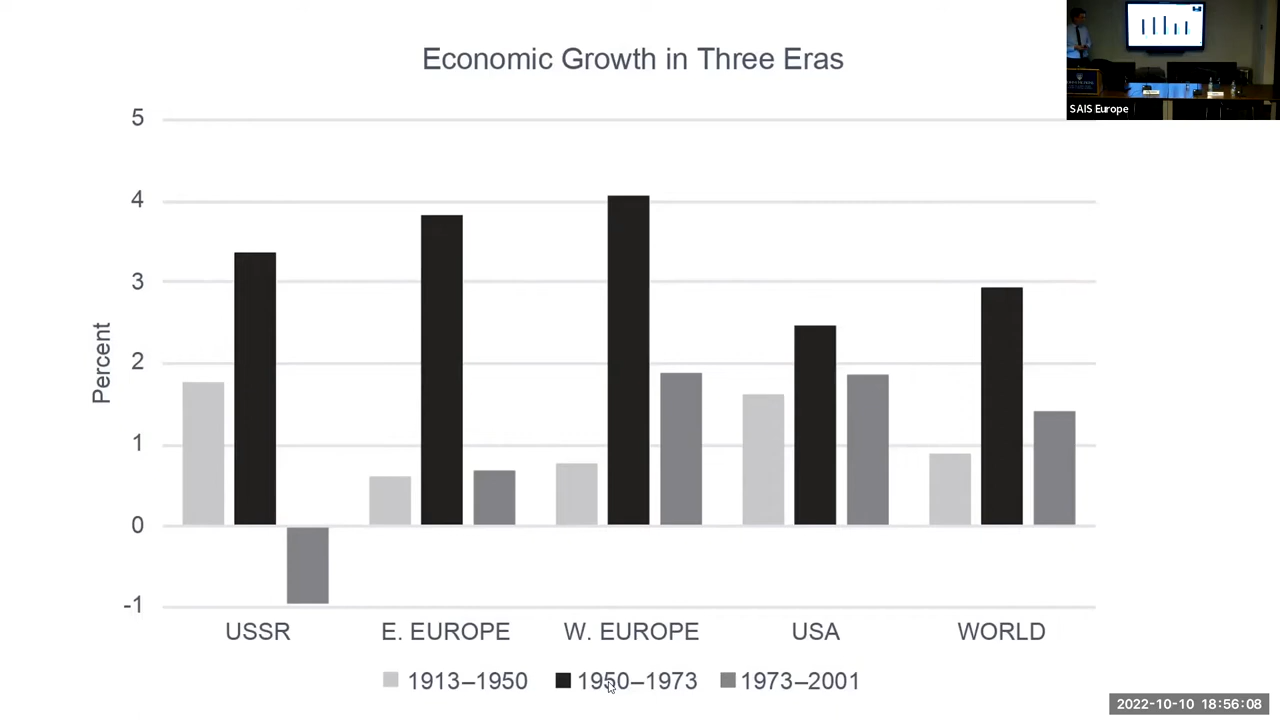 Economic Growth in Three Eras
SAIS Europe
Percent
5
4
3
2
1
0
-1
USSR
E. EUROPE
W. EUROPE
USA
WORLD
1913–1950
1950–1973
1973–2001
2022-10-10 18:56:08